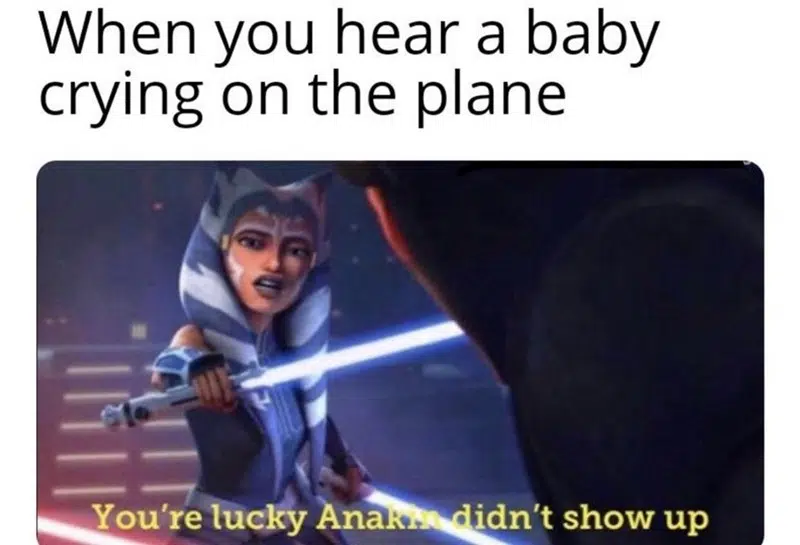 When you hear a baby
crying on the plane
You're lucky Anakin didn't show up